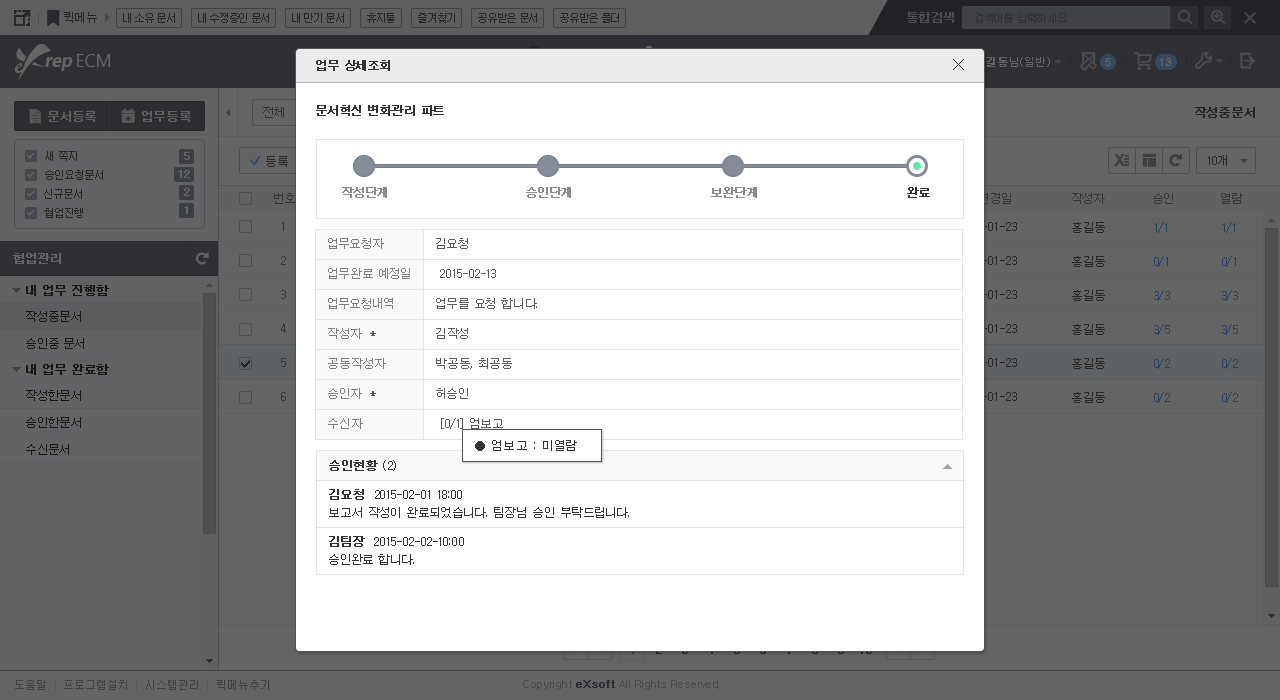 퀵메뉴 내 소유 문서 내 수정중인 문서 내 만기 문서 휴지통 즐겨찾기 공유받은 문서 공유받은 폴더 통합검색 검색어를 입력하세요
eXrep ECM 길동님(일반) 5 13
문서등록 업무등록
새 쪽지 5
승인요청문서 12
신규문서 2
협업진행 1
협업관리
내 업무 진행함
작성중문서
승인중 문서
내 업무 완료함
작성한문서
승인한문서
수신문서
전체 작성중문서
등록 10개
번호 작성자 승인 열람
1 -01-23 홍길동 1/1 1/1
2 -01-23 홍길동 0/1 0/1
3 -01-23 홍길동 3/3 3/3
4 -01-23 홍길동 3/5 3/5
5 -01-23 홍길동 0/2 0/2
6 -01-23 홍길동 0/2 0/2
업무 상세조회
문서혁신 변화관리 파트
작성단계 승인단계 보완단계 완료
업무요청자 김요청
업무완료 예정일 2015-02-13
업무요청내역 업무를 요청 합니다.
작성자 * 김작성
공동작성자 박공동, 최공동
승인자 * 허승인
수신자 [0/1] 엄보고
● 엄보고 : 미열람
승인현황 (2)
김요청 2015-02-01 18:00
보고서 작성이 완료되었습니다. 팀장님 승인 부탁드립니다.
김팀장 2015-02-02-10:00
승인완료 합니다.
도움말 프로그램설치 시스템관리 퀵메뉴추가 Copyright eXsoft All Rights Reserved.